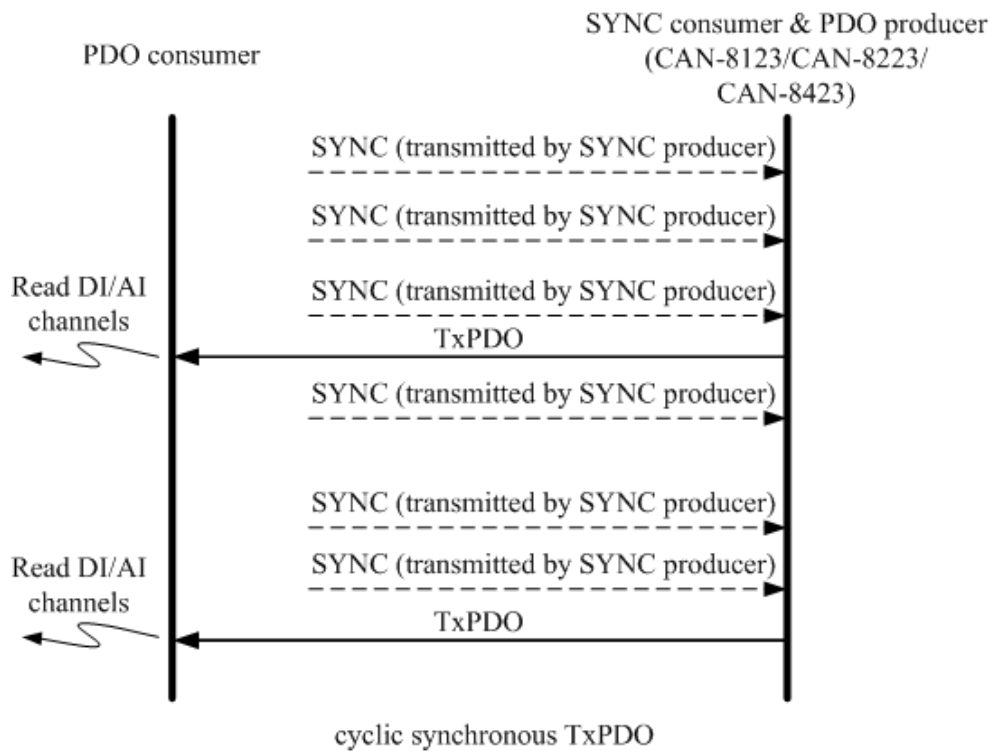 SYNC consumer & PDO producer
PDO consumer
(CAN-8123/CAN-8223/
CAN-8423)
SYNC (transmitted by SYNC producer)
SYNC (transmitted by SYNC producer)
Read DI/AI
channels
SYNC (transmitted by SYNC producer)
TxPDO
SYNC (transmitted by SYNC producer)
SYNC (transmitted by SYNC producer)
Read DI/AI
channels
SYNC (transmitted by SYNC producer)
TxPDO
cyclic synchronous TxPDO